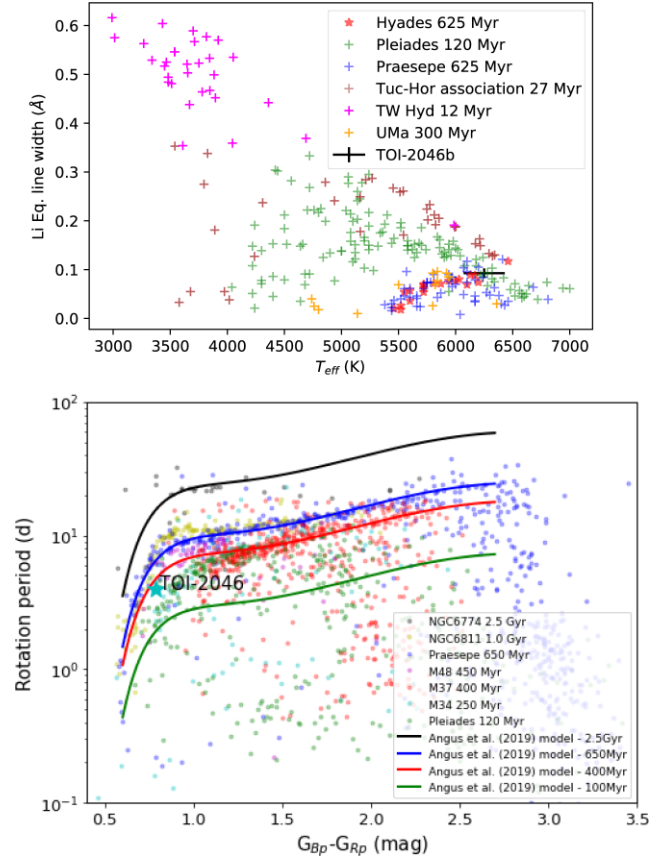 0.6
0.5
0.4
0.3
0.2
0.1
0.0
Li Eq. line width (Å)
Hyades 625 Myr
Pleiades 120 Myr
Praesepe 625 Myr
Tuc-Hor association 27 Myr
TW Hyd 12 Myr
UMa 300 Myr
TOI-2046b
3000 3500 4000 4500 5000 5500 6000 6500 7000
T_eff (K)
10²
10¹
10⁰
10⁻¹
Rotation period (d)
TOI-2046
NGC6774 2.5 Gyr
NGC6811 1.0 Gyr
Praesepe 650 Myr
M48 450 Myr
M37 400 Myr
M34 250 Myr
Pleiades 120 Myr
Angus et al. (2019) model - 2.5Gyr
Angus et al. (2019) model - 650Myr
Angus et al. (2019) model - 400Myr
Angus et al. (2019) model - 100Myr
0.5 1.0 1.5 2.0 2.5 3.0 3.5
G_Bp-G_Rp (mag)